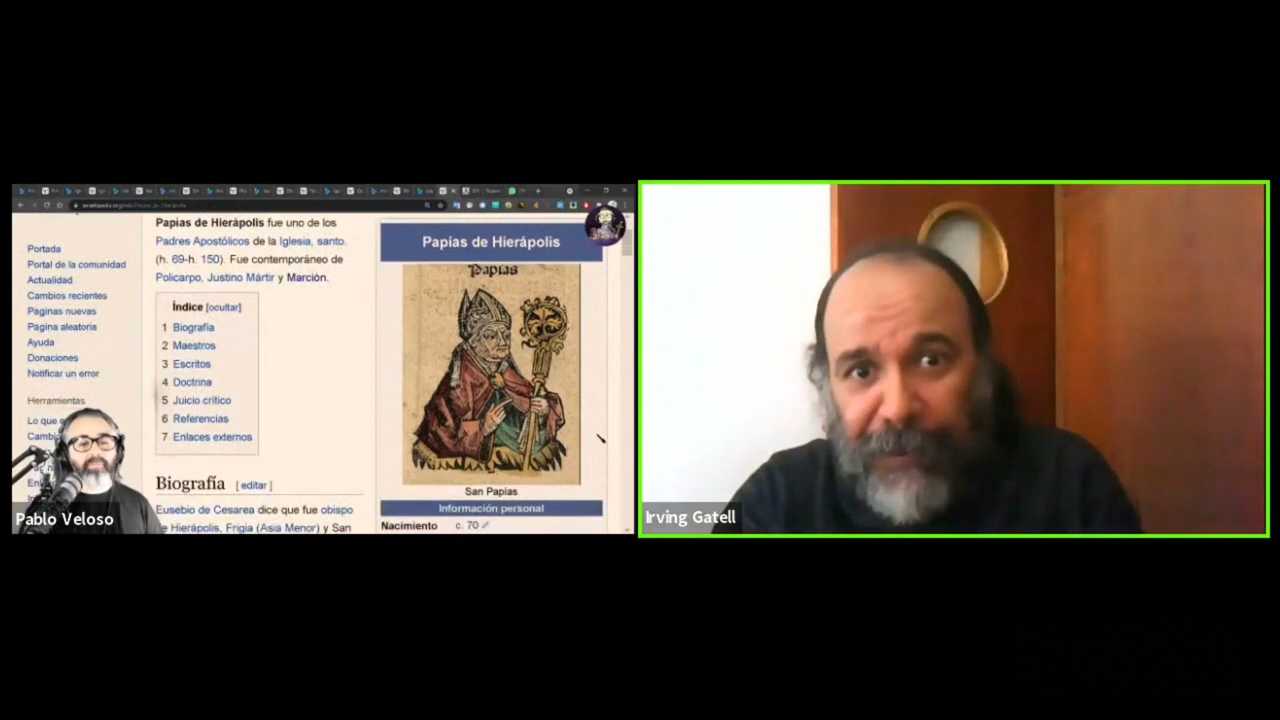 Portada
Portal de la comunidad
Actualidad
Cambios recientes
Páginas nuevas
Página aleatoria
Ayuda
Donaciones
Notificar un error
Herramientas
Lo que e
Cambi
Papías de Hierápolis fue uno de los
Padres Apostólicos de la Iglesia, santo.
(h. 69-h. 150). Fue contemporáneo de
Policarpo, Justino Mártir y Marción.
Índice [ocultar]
1 Biografía
2 Maestros
3 Escritos
4 Doctrina
5 Juicio crítico
6 Referencias
7 Enlaces externos
Biografía [ editar ]
Eusebio de Cesarea dice que fue obispo
e Hierápolis, Frigia (Asia Menor) y San
Papías de Hierápolis
Papias
San Papías
Información personal
Nacimiento c. 70
Pablo Veloso
Irving Gatell